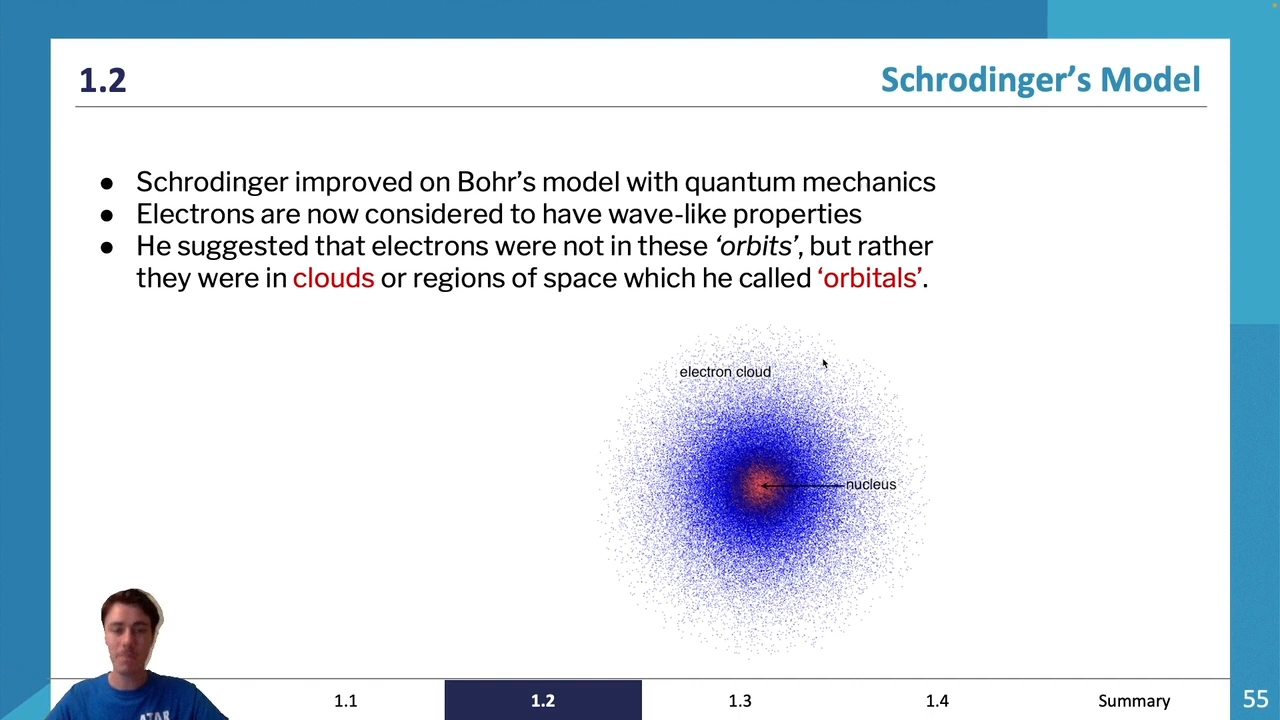 1.2
Schrodinger’s Model
● Schrodinger improved on Bohr’s model with quantum mechanics
● Electrons are now considered to have wave-like properties
● He suggested that electrons were not in these ‘orbits’, but rather
they were in clouds or regions of space which he called ‘orbitals’.
electron cloud
nucleus
ATAR
1.1
1.2
1.3
1.4
Summary
55